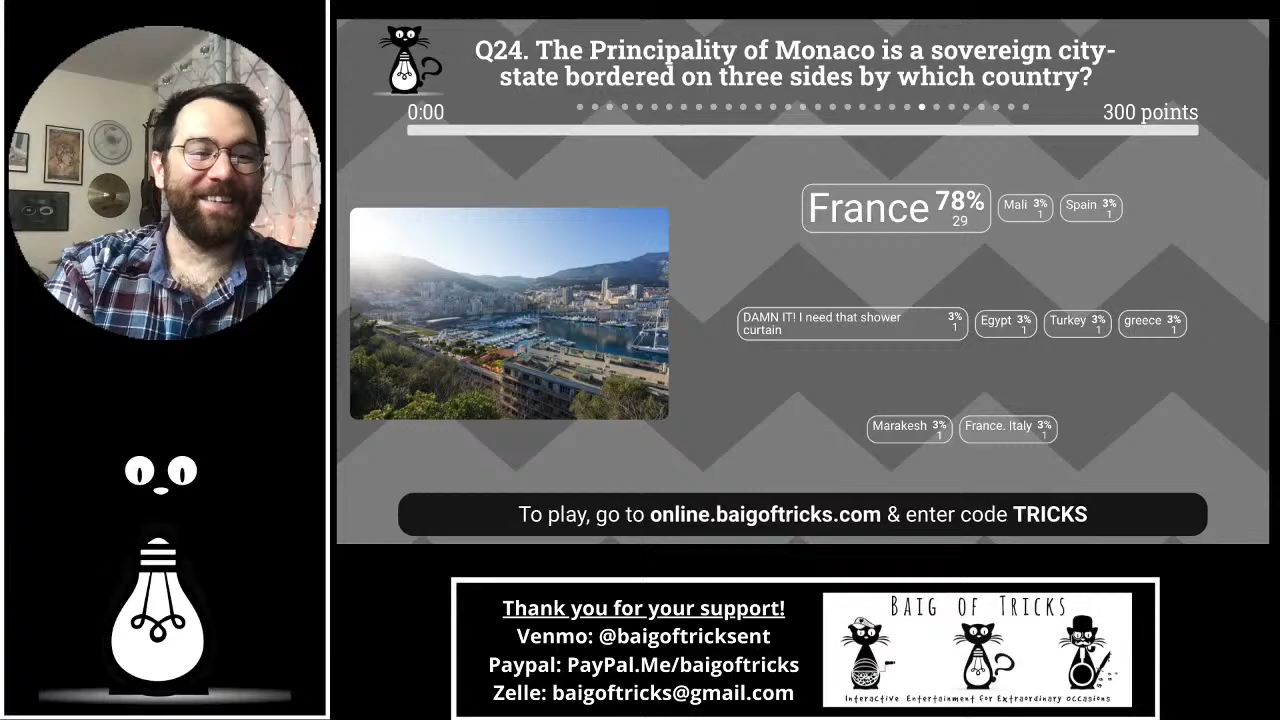 Q24. The Principality of Monaco is a sovereign city-
state bordered on three sides by which country?
0:00
300 points
France 78%
29
Mali 3%
1
Spain 3%
1
DAMN IT! I need that shower
curtain
3%
1
Egypt 3%
1
Turkey 3%
1
greece 3%
1
Marakesh 3%
1
France. Italy 3%
1
To play, go to online.baigoftricks.com & enter code TRICKS
Thank you for your support!
Venmo: @baigoftricksent
Paypal: PayPal.Me/baigoftricks
Zelle: baigoftricks@gmail.com
BAIG OF TRICKS
Interactive Entertainment for Extraordinary occasions